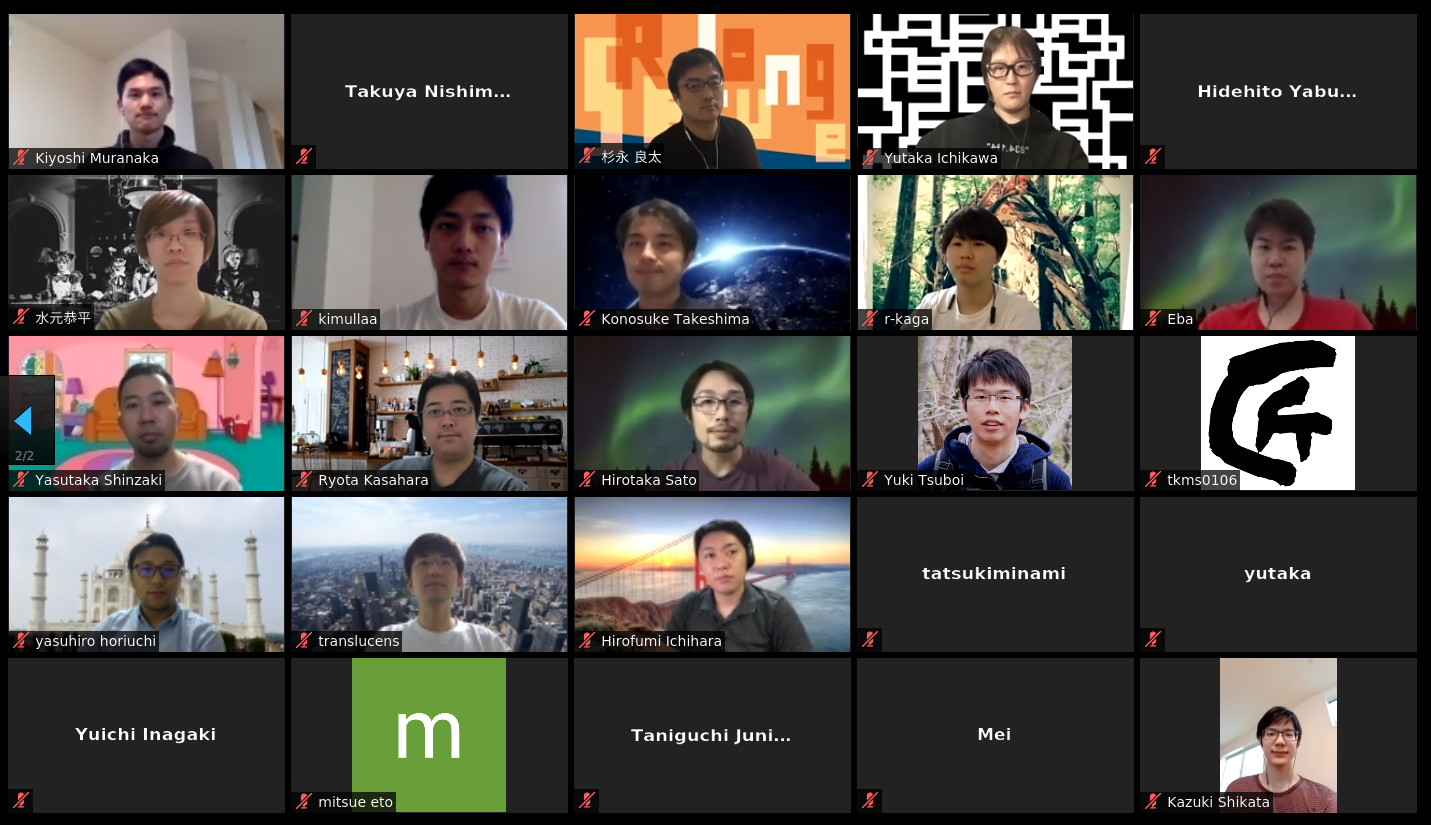 Kiyoshi Muranaka
Takuya Nishim...
杉永 良太
Yutaka Ichikawa
Hidehito Yabu...
水元恭平
kimullaa
Konosuke Takeshima
r-kaga
Eba
2/2
Yasutaka Shinzaki
Ryota Kasahara
Hirotaka Sato
Yuki Tsuboi
tkms0106
yasuhiro horiuchi
translucens
Hirofumi Ichihara
tatsukiminami
yutaka
Yuichi Inagaki
m
mitsue eto
Taniguchi Juni...
Mei
Kazuki Shikata